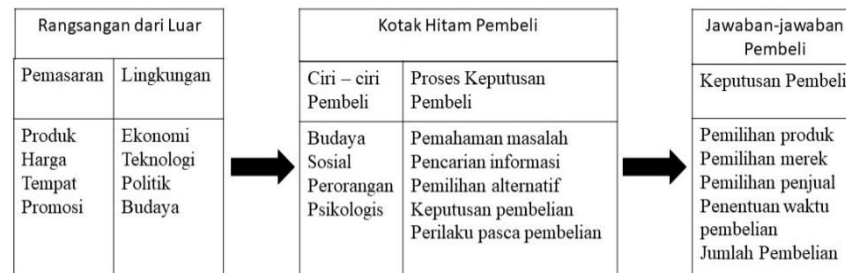 Rangsangan dari Luar
Pemasaran
Lingkungan
Produk
Harga
Tempat
Promosi
Ekonomi
Teknologi
Politik
Budaya
Kotak Hitam Pembeli
Ciri – ciri
Pembeli
Proses Keputusan
Pembeli
Budaya
Sosial
Perorangan
Psikologis
Pemahaman masalah
Pencarian informasi
Pemilihan alternatif
Keputusan pembelian
Perilaku pasca pembelian
Jawaban-jawaban
Pembeli
Keputusan Pembeli
Pemilihan produk
Pemilihan merek
Pemilihan penjual
Penentuan waktu
pembelian
Jumlah Pembelian